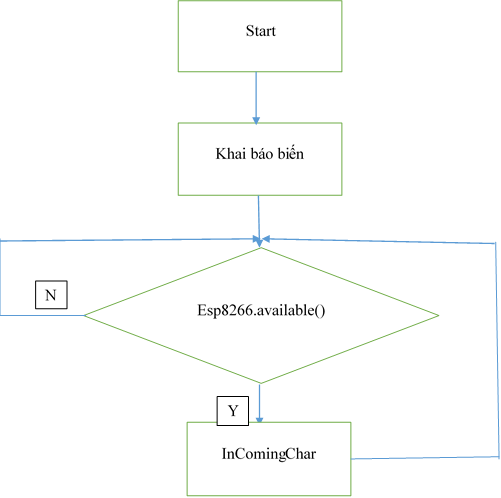 Start
Khai báo biến
N
Esp8266.available()
Y
InComingChar